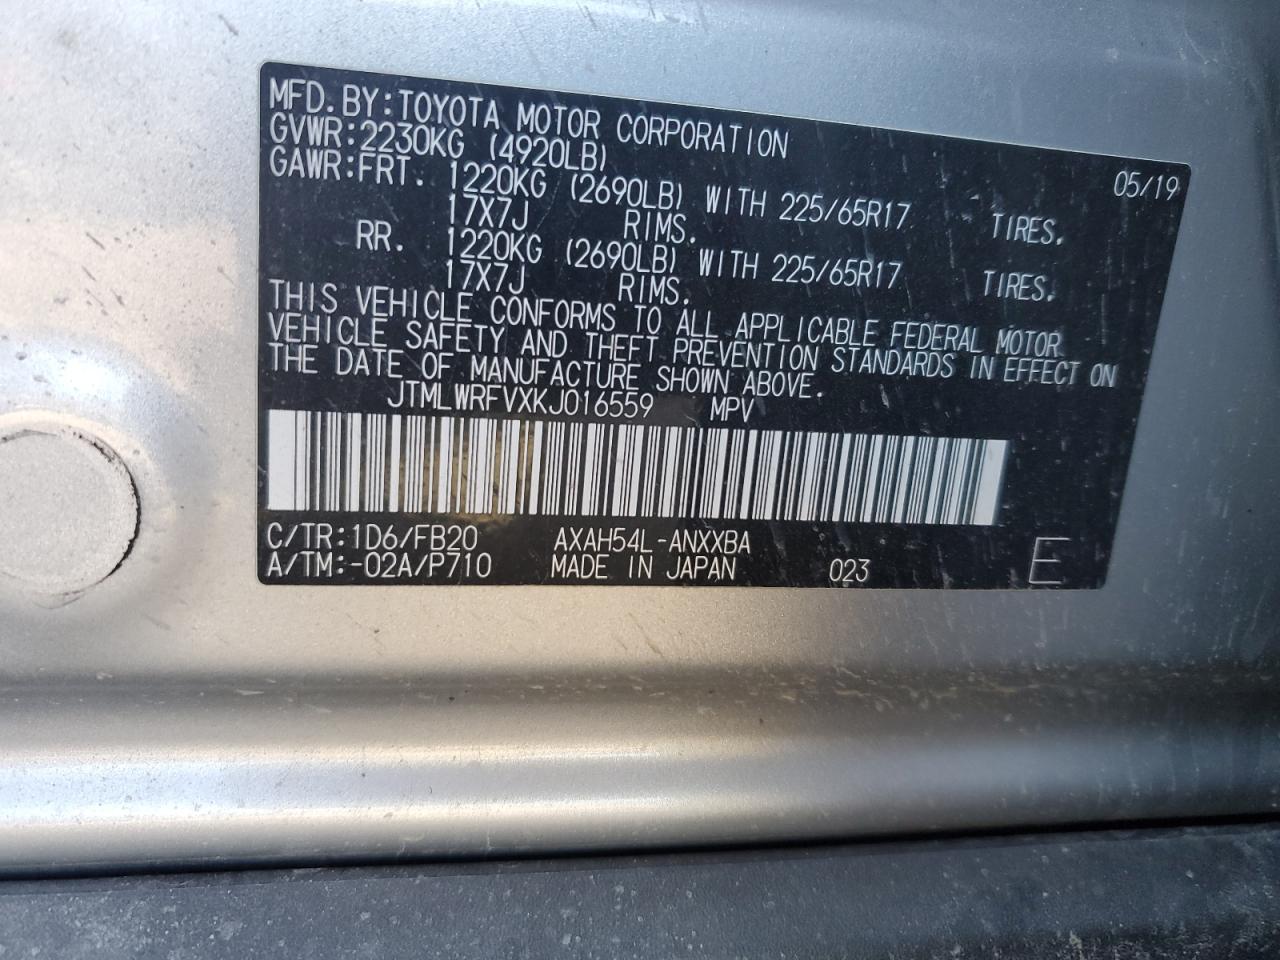 MFD. BY: TOYOTA MOTOR CORPORATION 05/19
GVWR: 2230KG (4920LB)
GAWR: FRT. 1220KG (2690LB) WITH 225/65R17 TIRES.
17X7J RIMS.
RR. 1220KG (2690LB) WITH 225/65R17 TIRES.
17X7J RIMS.
THIS VEHICLE CONFORMS TO ALL APPLICABLE FEDERAL MOTOR
VEHICLE SAFETY AND THEFT PREVENTION STANDARDS IN EFFECT ON
THE DATE OF MANUFACTURE SHOWN ABOVE.
JTMLWRFVXKJ016559 MPV
C/TR: 1D6/FB20 AXAH54L-ANXXBA
A/TM: -02A/P710 MADE IN JAPAN 023 E